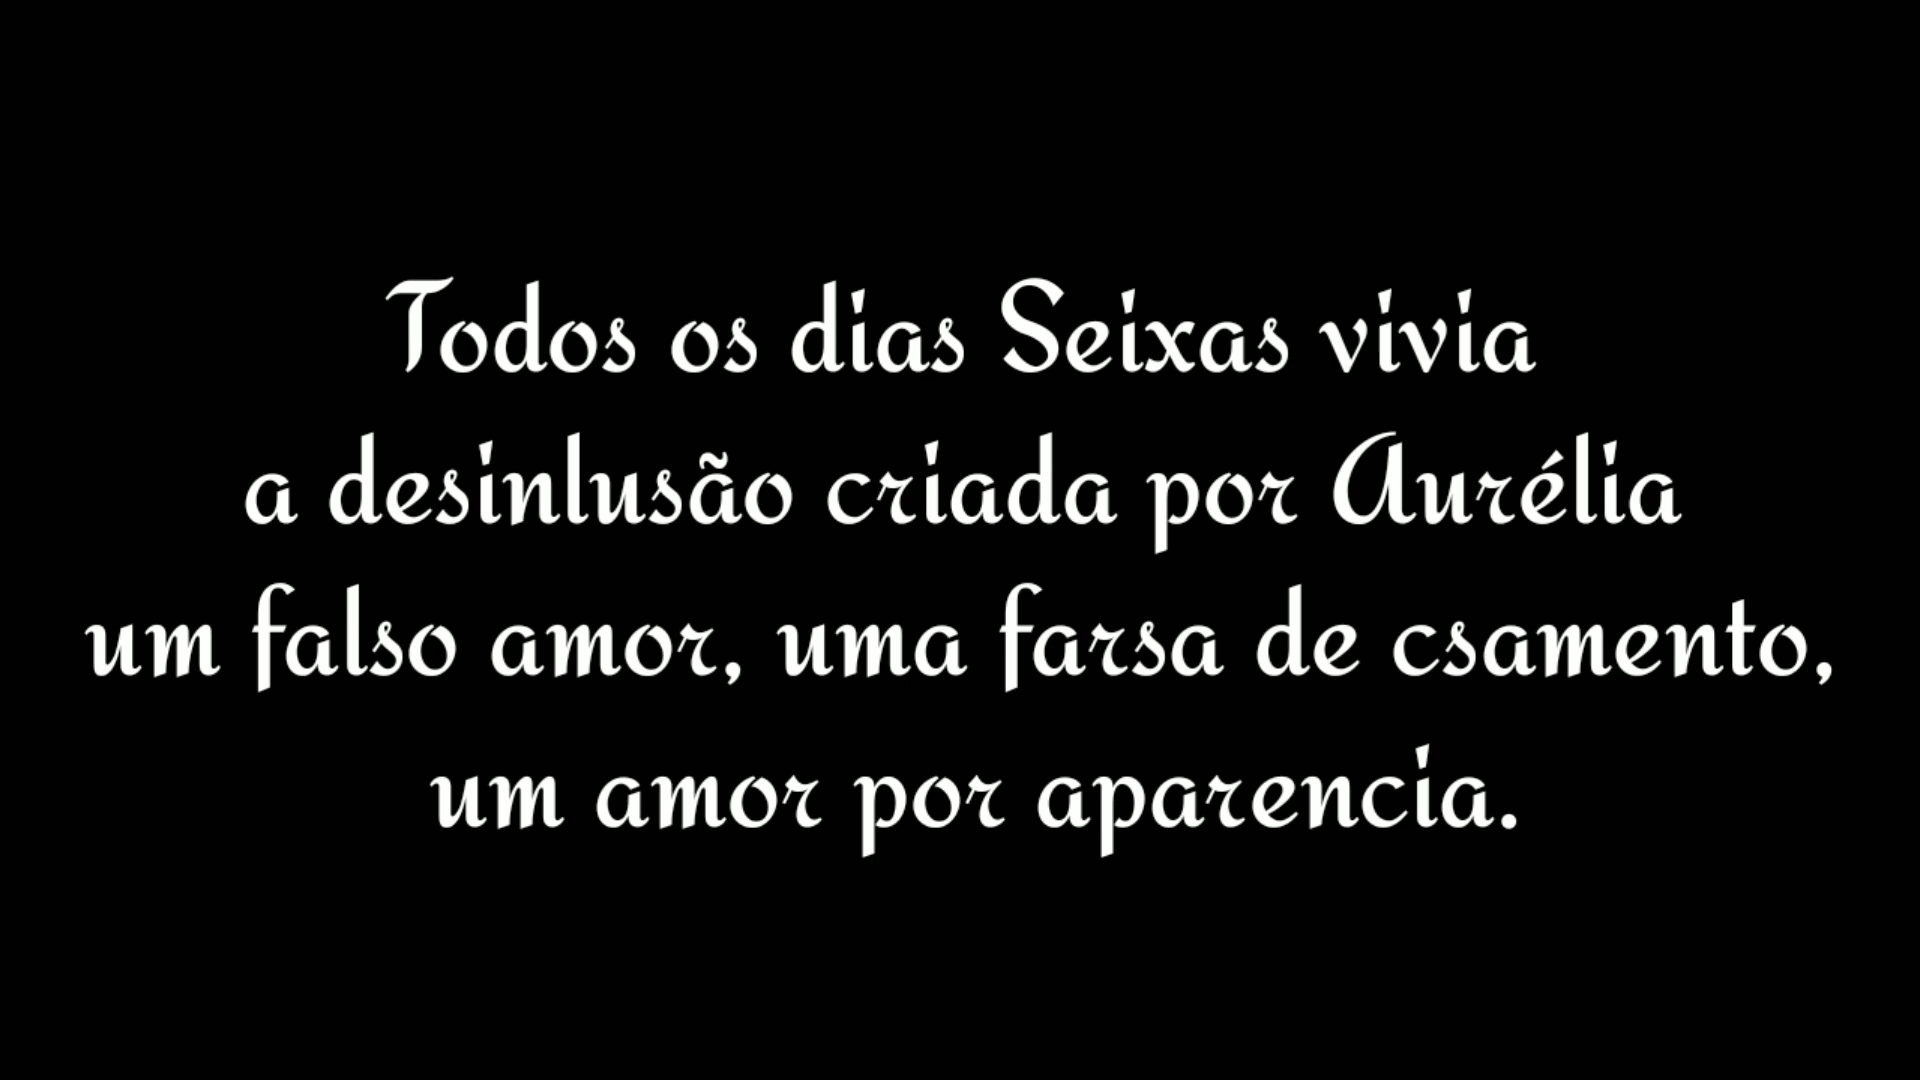 Todos os dias Seixas vivia
a desinlusão criada por Aurélia
um falso amor, uma farsa de csamento,
um amor por aparencia.